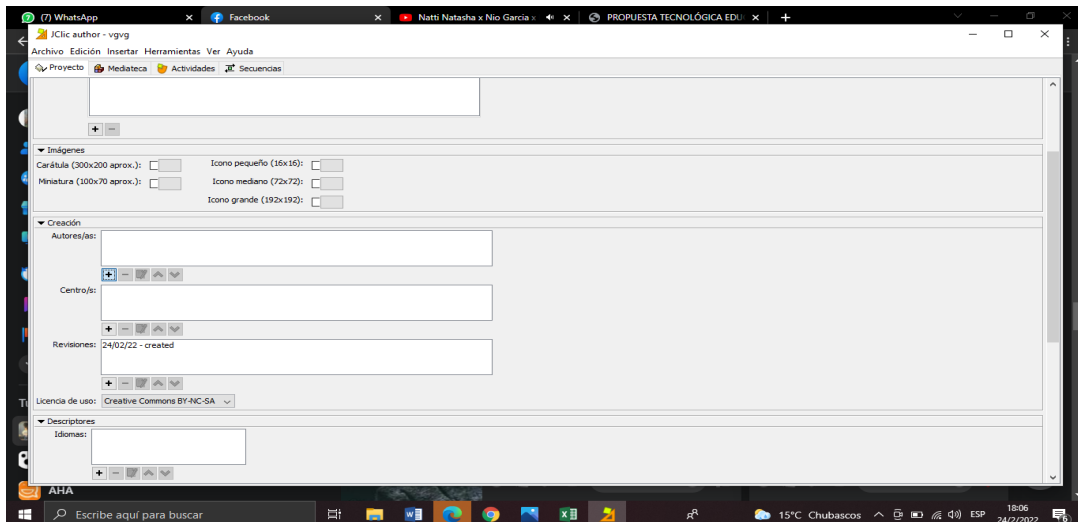 (7) WhatsApp
Facebook
Natti Natasha x Nio Garcia x
PROPUESTA TECNOLÓGICA EDU
JClic author - vgvg
Archivo Edición Insertar Herramientas Ver Ayuda
Proyecto Mediateca Actividades Secuencias
Imágenes
Carátula (300x200 aprox.): Icono pequeño (16x16):
Miniatura (100x70 aprox.): Icono mediano (72x72):
Icono grande (192x192):
Creación
Autores/as:
Centro/s:
Revisiones: 24/02/22 - created
Licencia de uso: Creative Commons BY-NC-SA
Descriptores
Idiomas:
AHA
Escribe aquí para buscar
15°C Chubascos
ESP
18:06
24/2/2022